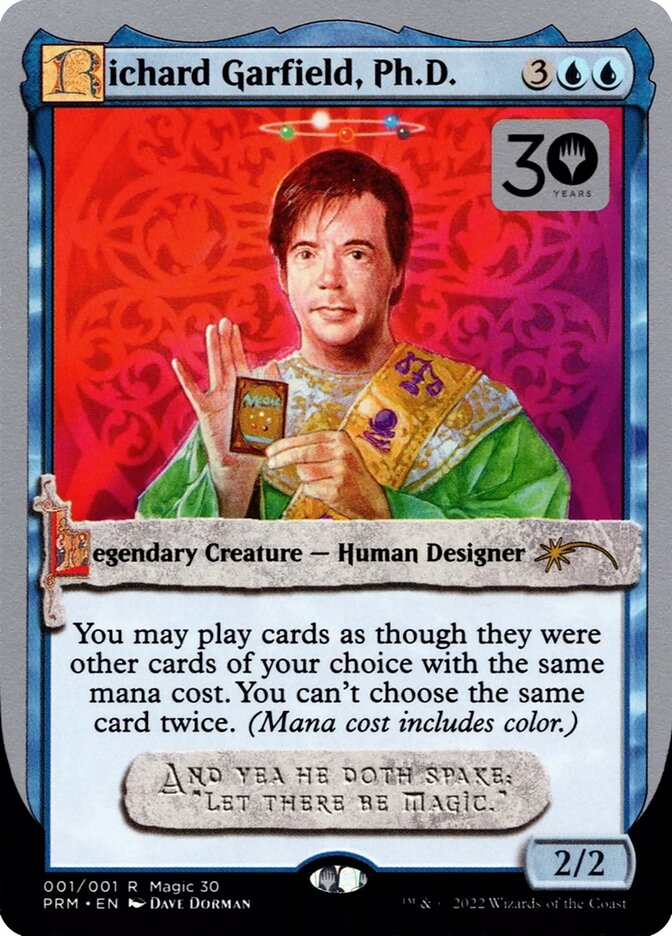 Richard Garfield, Ph.D. 3
30
YEARS
MAGIC
Legendary Creature — Human Designer
You may play cards as though they were
other cards of your choice with the same
mana cost. You can't choose the same
card twice. (Mana cost includes color.)
And yea he doth spake:
"Let there be Magic."
2/2
001/001 R Magic 30
PRM • EN Dave Dorman
™ & © 2022 Wizards of the Coast